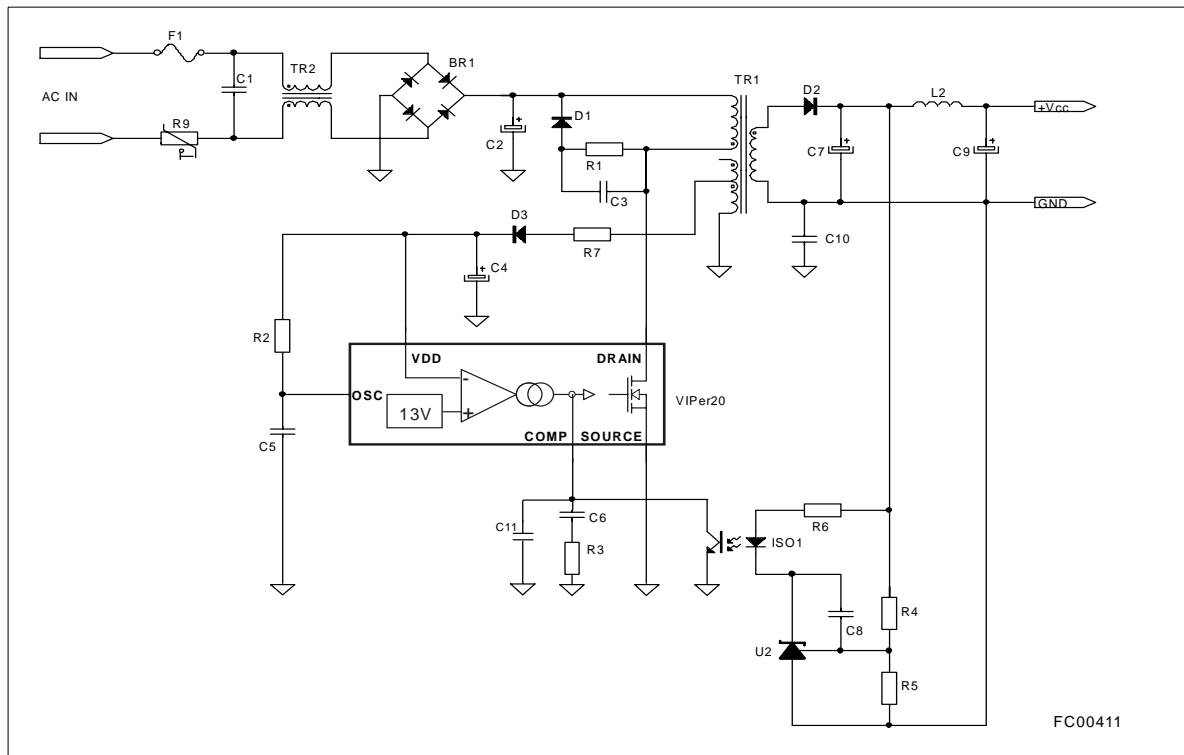 F1
TR2
BR1
TR1
D2
L2
C1
AC IN
+Vcc
D1
C2
C7
C9
R9
T
R1
C3
GND
D3
R7
C10
C4
R2
VDD
DRAIN
OSC
13V
-
+
VIPer20
COMP SOURCE
C5
C11
C6
R3
R6
ISO1
C8
R4
U2
R5
FC00411